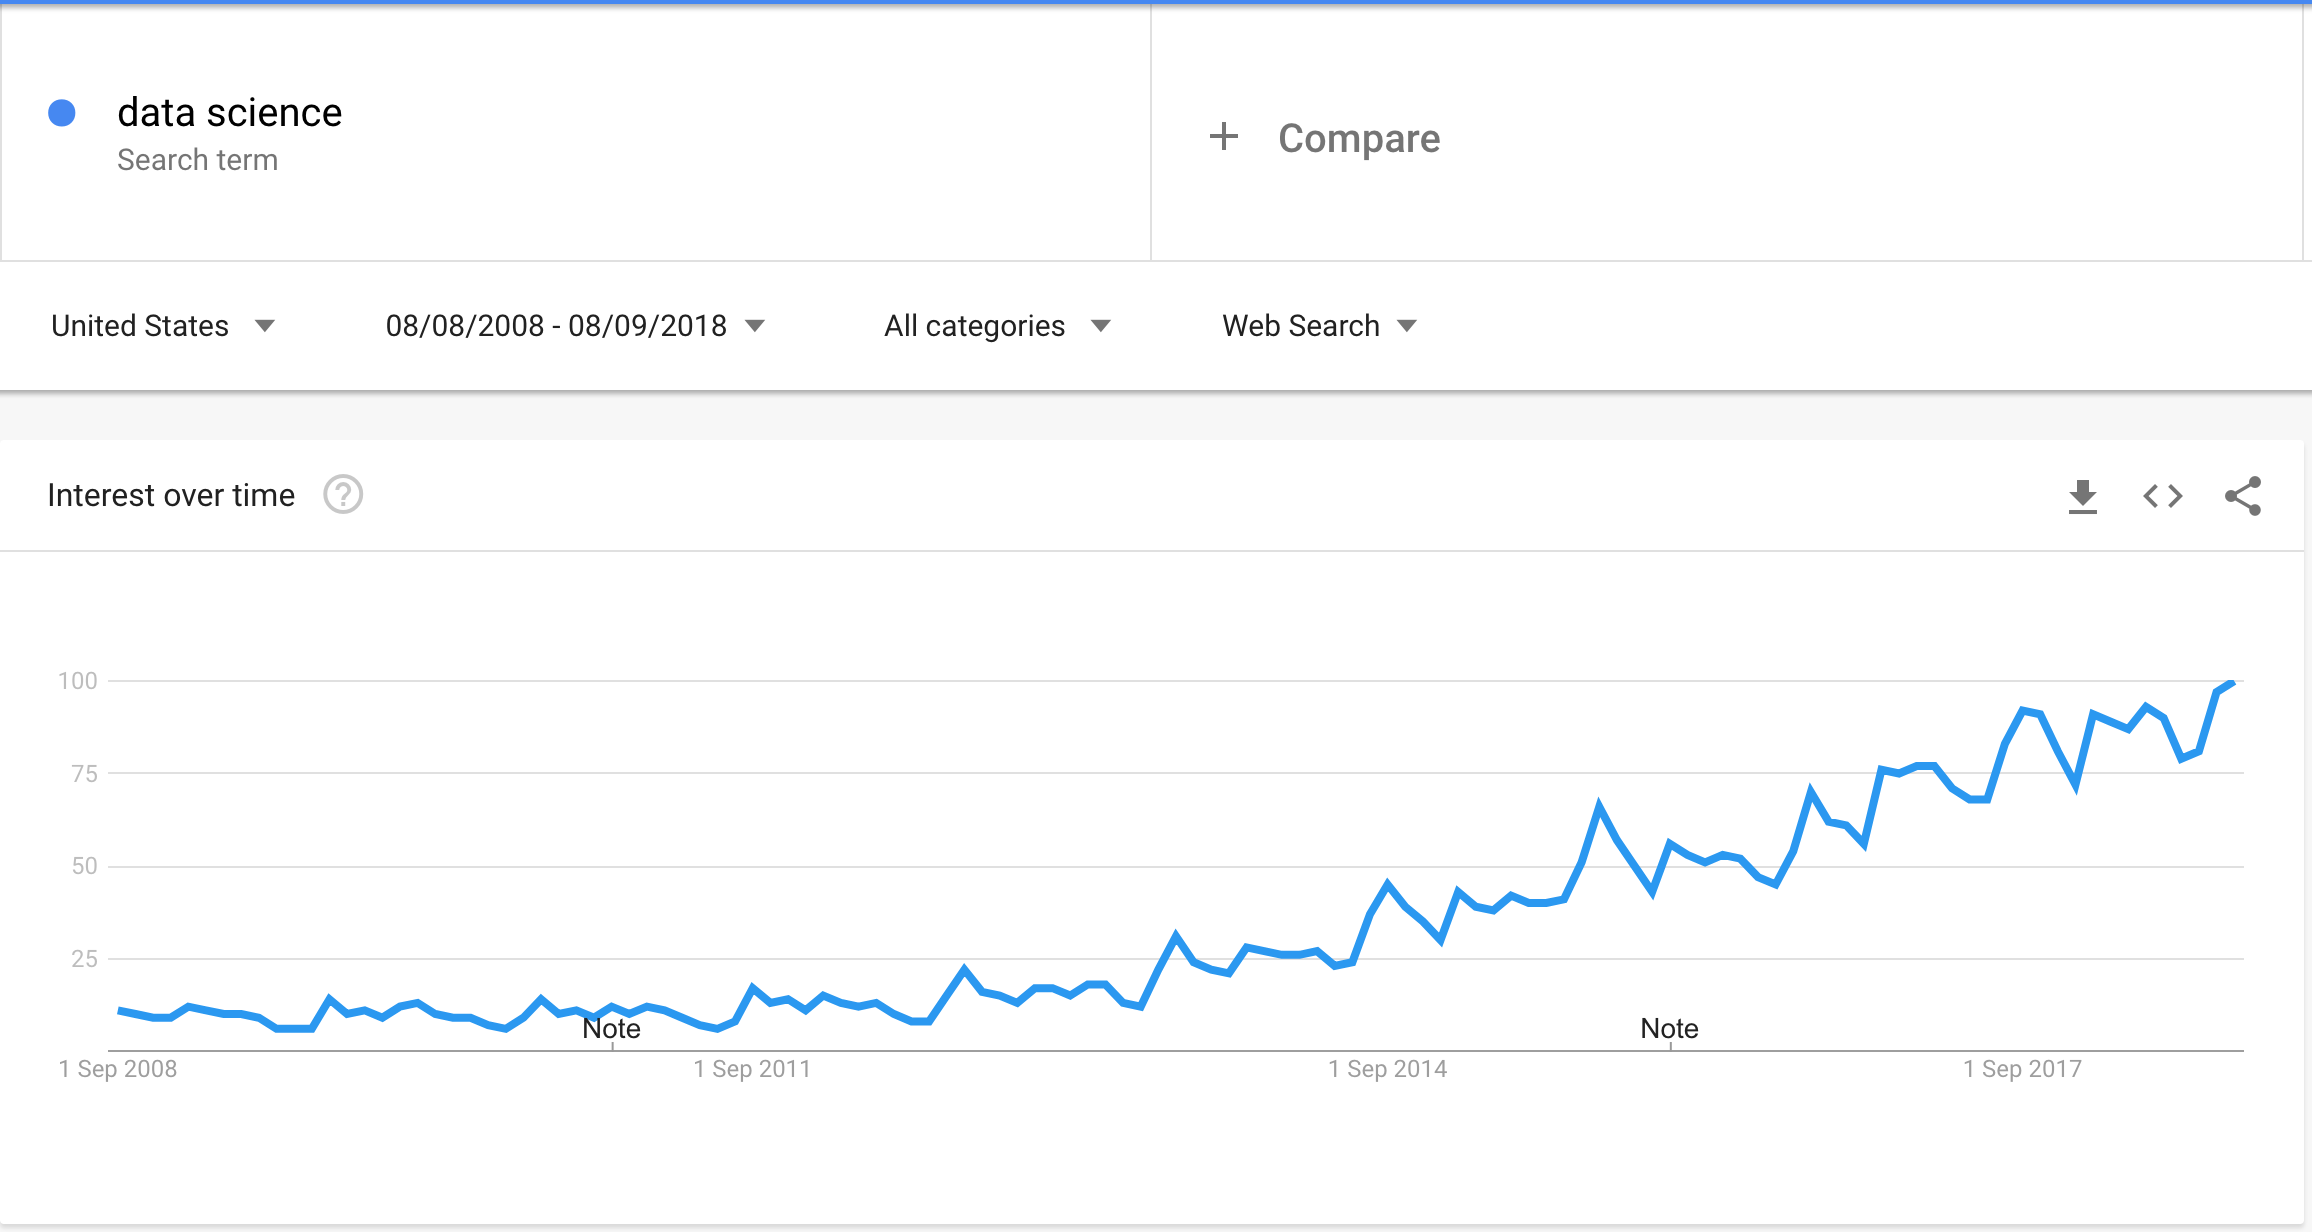 data science
Search term
+ Compare
United States
08/08/2008 - 08/09/2018
All categories
Web Search
Interest over time ?
100
75
50
25
Note
Note
1 Sep 2008
1 Sep 2011
1 Sep 2014
1 Sep 2017